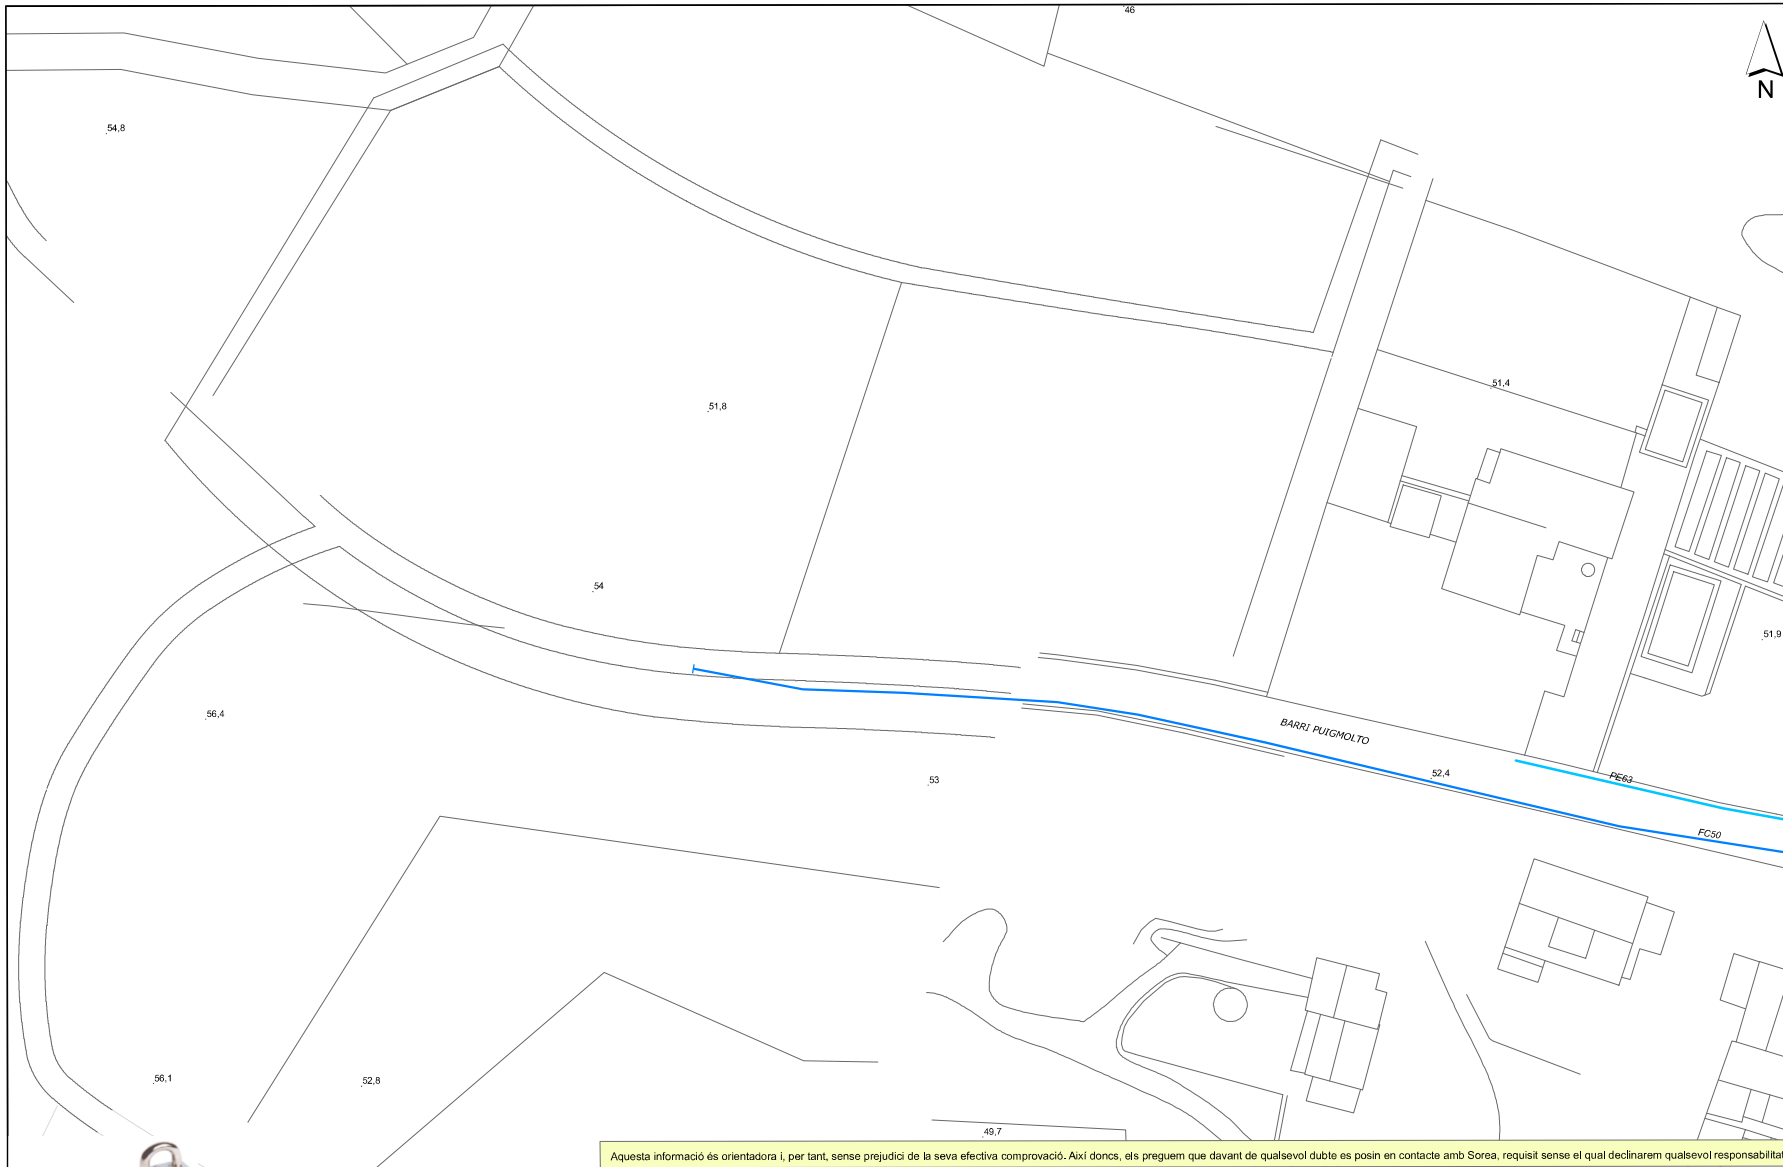 46
N
54,8
51,4
51,8
54
51,9
56,4
BARRI PUIGMOLTO
53
52,4
PE63
FC50
56,1
52,8
49,7
Aquesta informació és orientadora i, per tant, sense prejudici de la seva efectiva comprovació. Així doncs, els preguem que davant de qualsevol dubte es posin en contacte amb Sorea, requisit sense el qual declinarem qualsevol responsabilitat